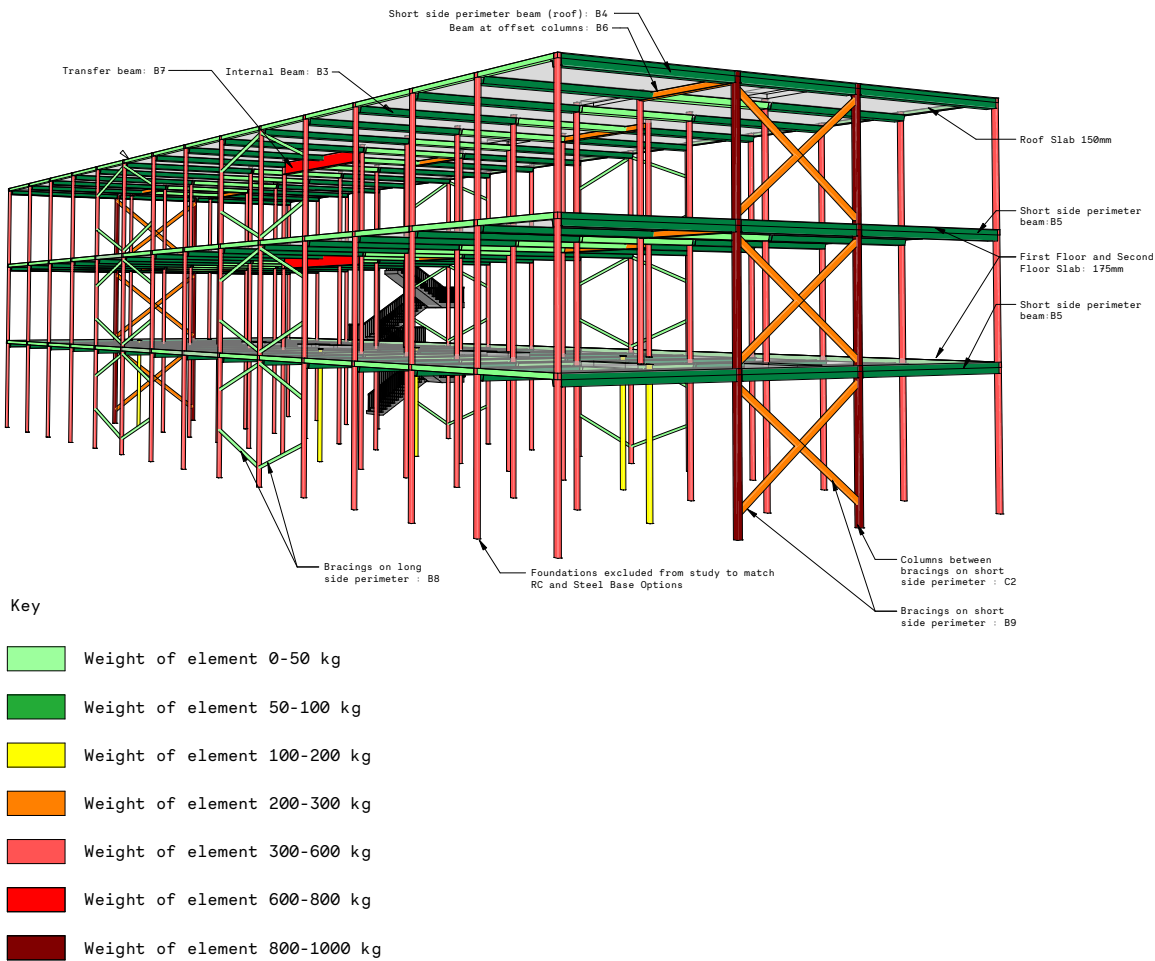 Short side perimeter beam (roof): B4
Beam at offset columns: B6
Transfer beam: B7
Internal Beam: B3
Roof Slab 150mm
Short side perimeter
beam:B5
First Floor and Second
Floor Slab: 175mm
Short side perimeter
beam:B5
Columns between
bracings on short
side perimeter : C2
Bracings on long
side perimeter : B8
Foundations excluded from study to match
RC and Steel Base Options
Bracings on short
side perimeter : B9
Key
Weight of element 0-50 kg
Weight of element 50-100 kg
Weight of element 100-200 kg
Weight of element 200-300 kg
Weight of element 300-600 kg
Weight of element 600-800 kg
Weight of element 800-1000 kg